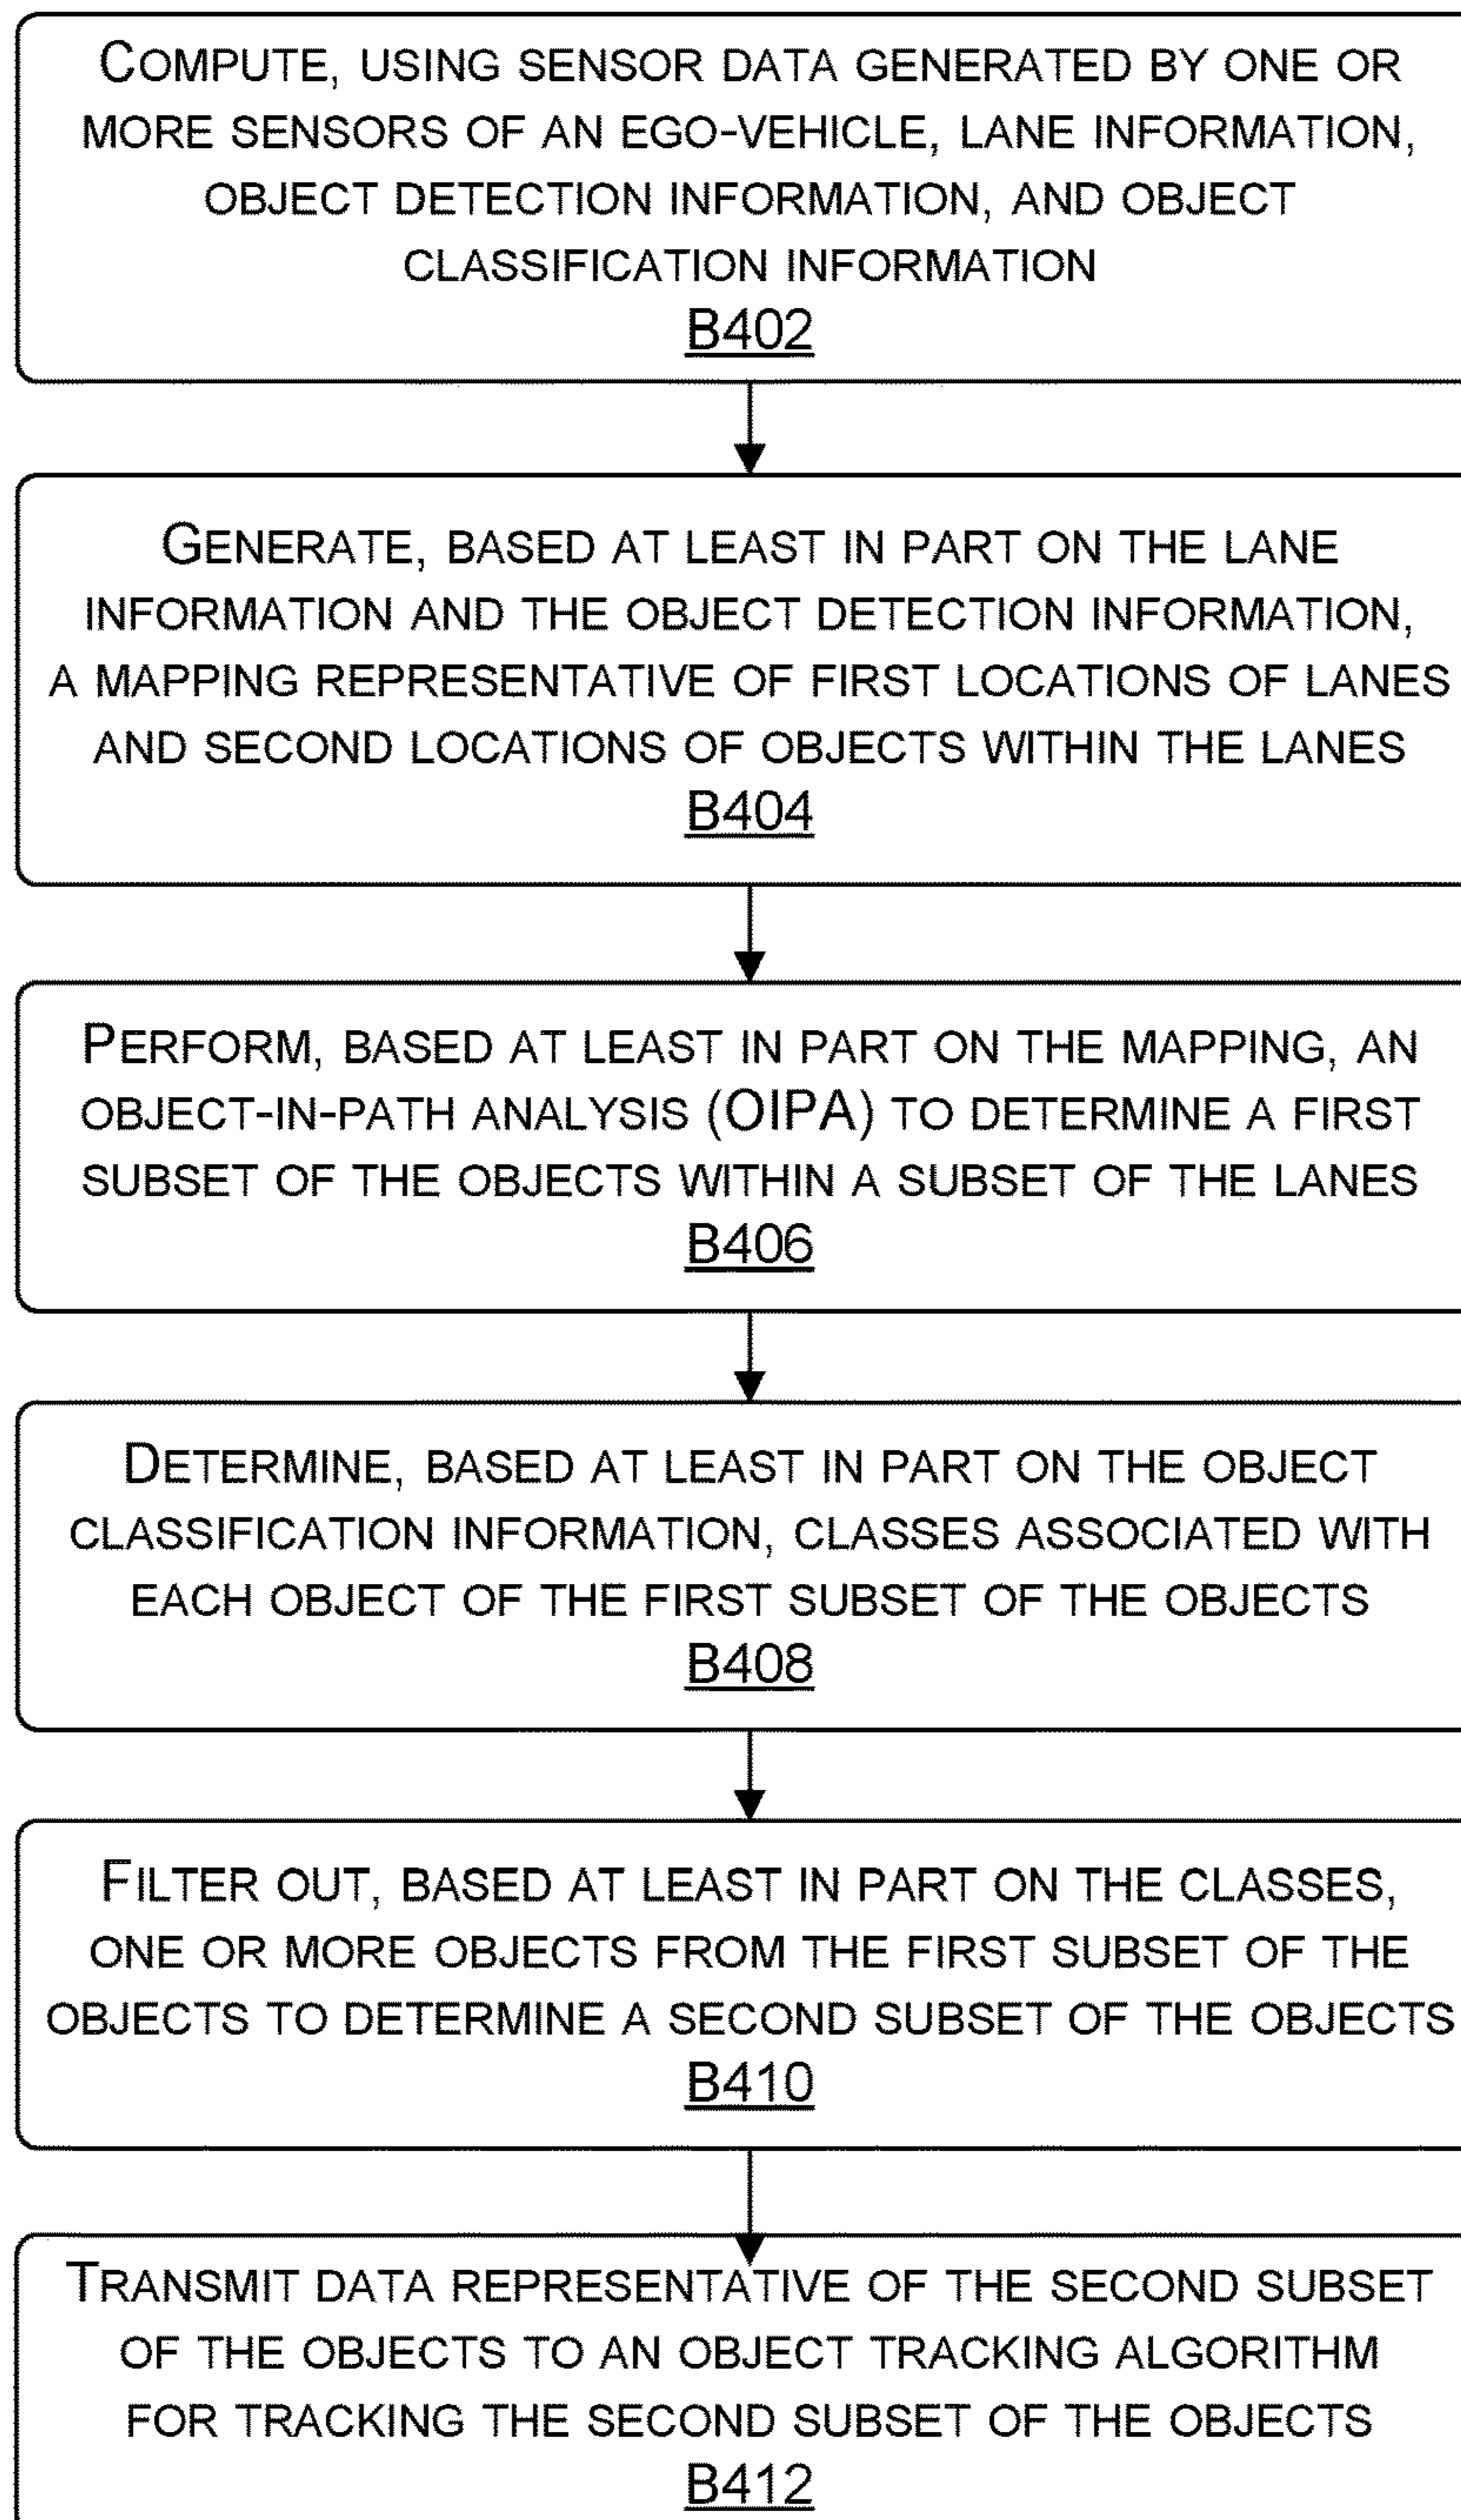 COMPUTE, USING SENSOR DATA GENERATED BY ONE OR
MORE SENSORS OF AN EGO-VEHICLE, LANE INFORMATION,
OBJECT DETECTION INFORMATION, AND OBJECT
CLASSIFICATION INFORMATION
B402
GENERATE, BASED AT LEAST IN PART ON THE LANE
INFORMATION AND THE OBJECT DETECTION INFORMATION,
A MAPPING REPRESENTATIVE OF FIRST LOCATIONS OF LANES
AND SECOND LOCATIONS OF OBJECTS WITHIN THE LANES
B404
PERFORM, BASED AT LEAST IN PART ON THE MAPPING, AN
OBJECT-IN-PATH ANALYSIS (OIPA) TO DETERMINE A FIRST
SUBSET OF THE OBJECTS WITHIN A SUBSET OF THE LANES
B406
DETERMINE, BASED AT LEAST IN PART ON THE OBJECT
CLASSIFICATION INFORMATION, CLASSES ASSOCIATED WITH
EACH OBJECT OF THE FIRST SUBSET OF THE OBJECTS
B408
FILTER OUT, BASED AT LEAST IN PART ON THE CLASSES,
ONE OR MORE OBJECTS FROM THE FIRST SUBSET OF THE
OBJECTS TO DETERMINE A SECOND SUBSET OF THE OBJECTS
B410
TRANSMIT DATA REPRESENTATIVE OF THE SECOND SUBSET
OF THE OBJECTS TO AN OBJECT TRACKING ALGORITHM
FOR TRACKING THE SECOND SUBSET OF THE OBJECTS
B412